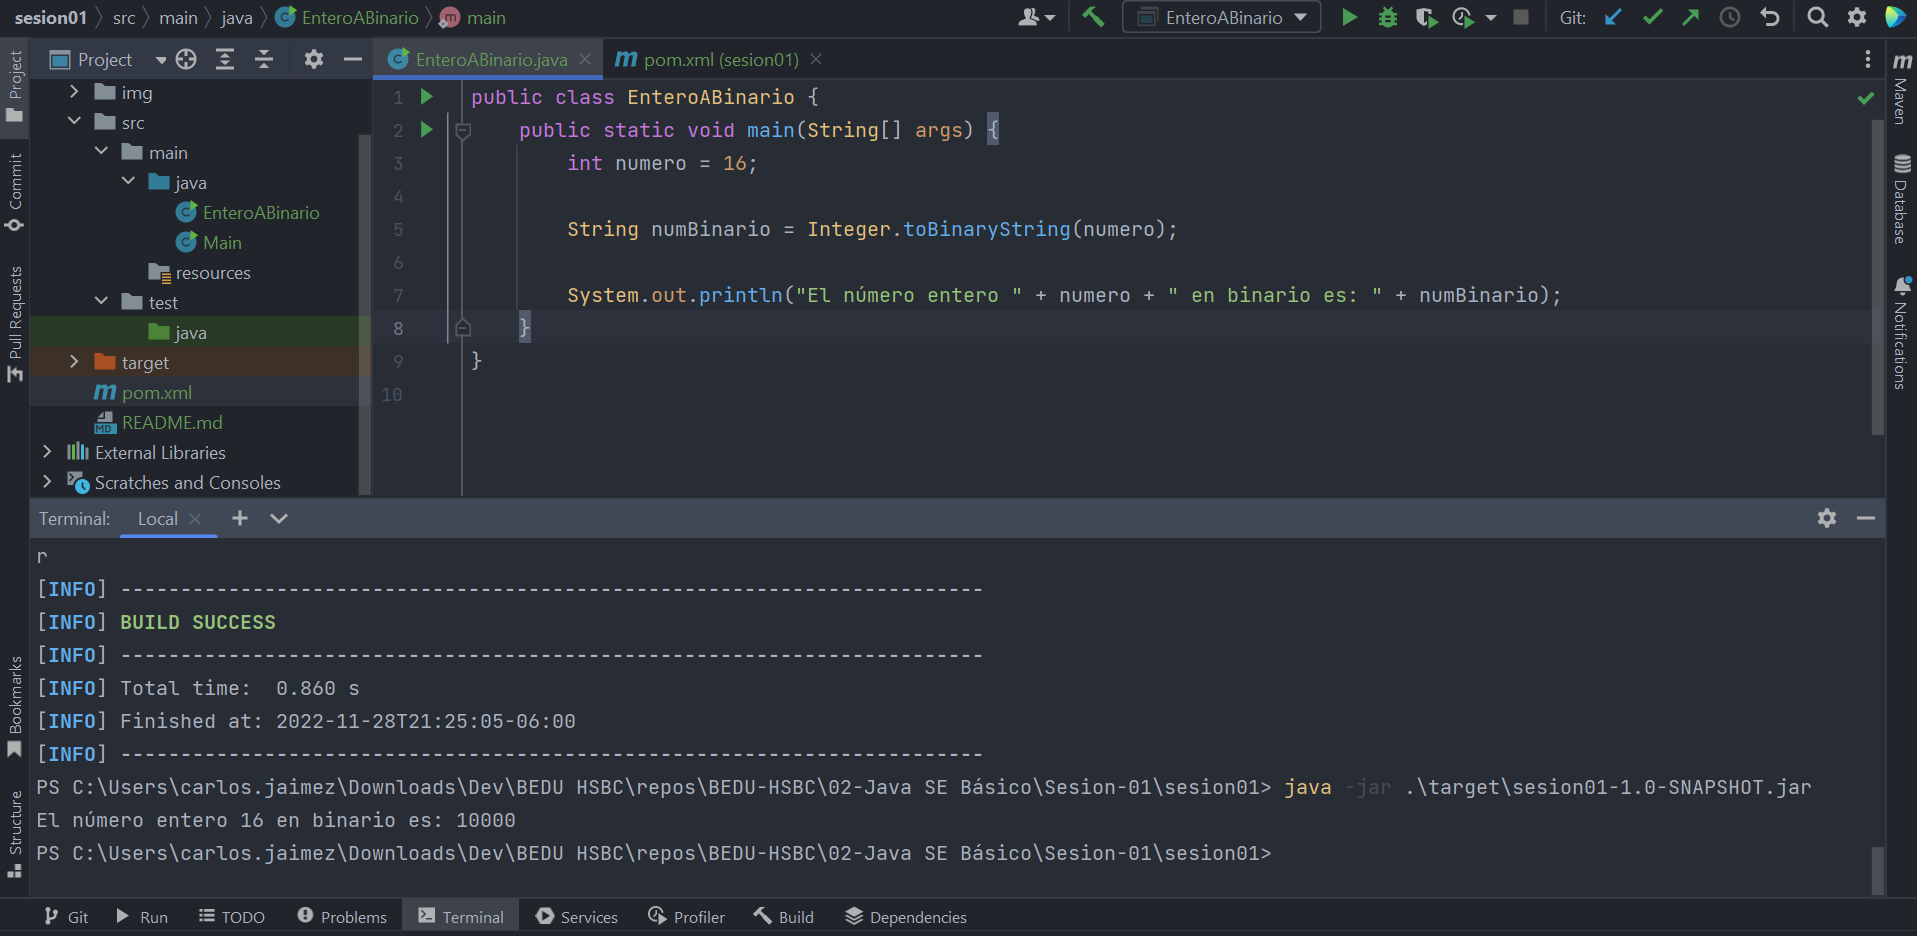 sesion01 src main java EnteroABinario main
EnteroABinario
Git:
Project
EnteroABinario.java
pom.xml (sesion01)
img
src
main
java
EnteroABinario
Main
resources
test
java
target
pom.xml
README.md
External Libraries
Scratches and Consoles
1 public class EnteroABinario {
2 public static void main(String[] args) {
3 int numero = 16;
4
5 String numBinario = Integer.toBinaryString(numero);
6
7 System.out.println("El número entero " + numero + " en binario es: " + numBinario);
8 }
9 }
10
Project
Commit
Pull Requests
Bookmarks
Structure
Maven
Database
Notifications
Terminal: Local
r
[INFO] ------------------------------------------------------------------------
[INFO] BUILD SUCCESS
[INFO] ------------------------------------------------------------------------
[INFO] Total time:  0.860 s
[INFO] Finished at: 2022-11-28T21:25:05-06:00
[INFO] ------------------------------------------------------------------------
PS C:\Users\carlos.jaimez\Downloads\Dev\BEDU HSBC\repos\BEDU-HSBC\02-Java SE Básico\Sesion-01\sesion01> java -jar .\target\sesion01-1.0-SNAPSHOT.jar
El número entero 16 en binario es: 10000
PS C:\Users\carlos.jaimez\Downloads\Dev\BEDU HSBC\repos\BEDU-HSBC\02-Java SE Básico\Sesion-01\sesion01>
Git Run TODO Problems Terminal Services Profiler Build Dependencies